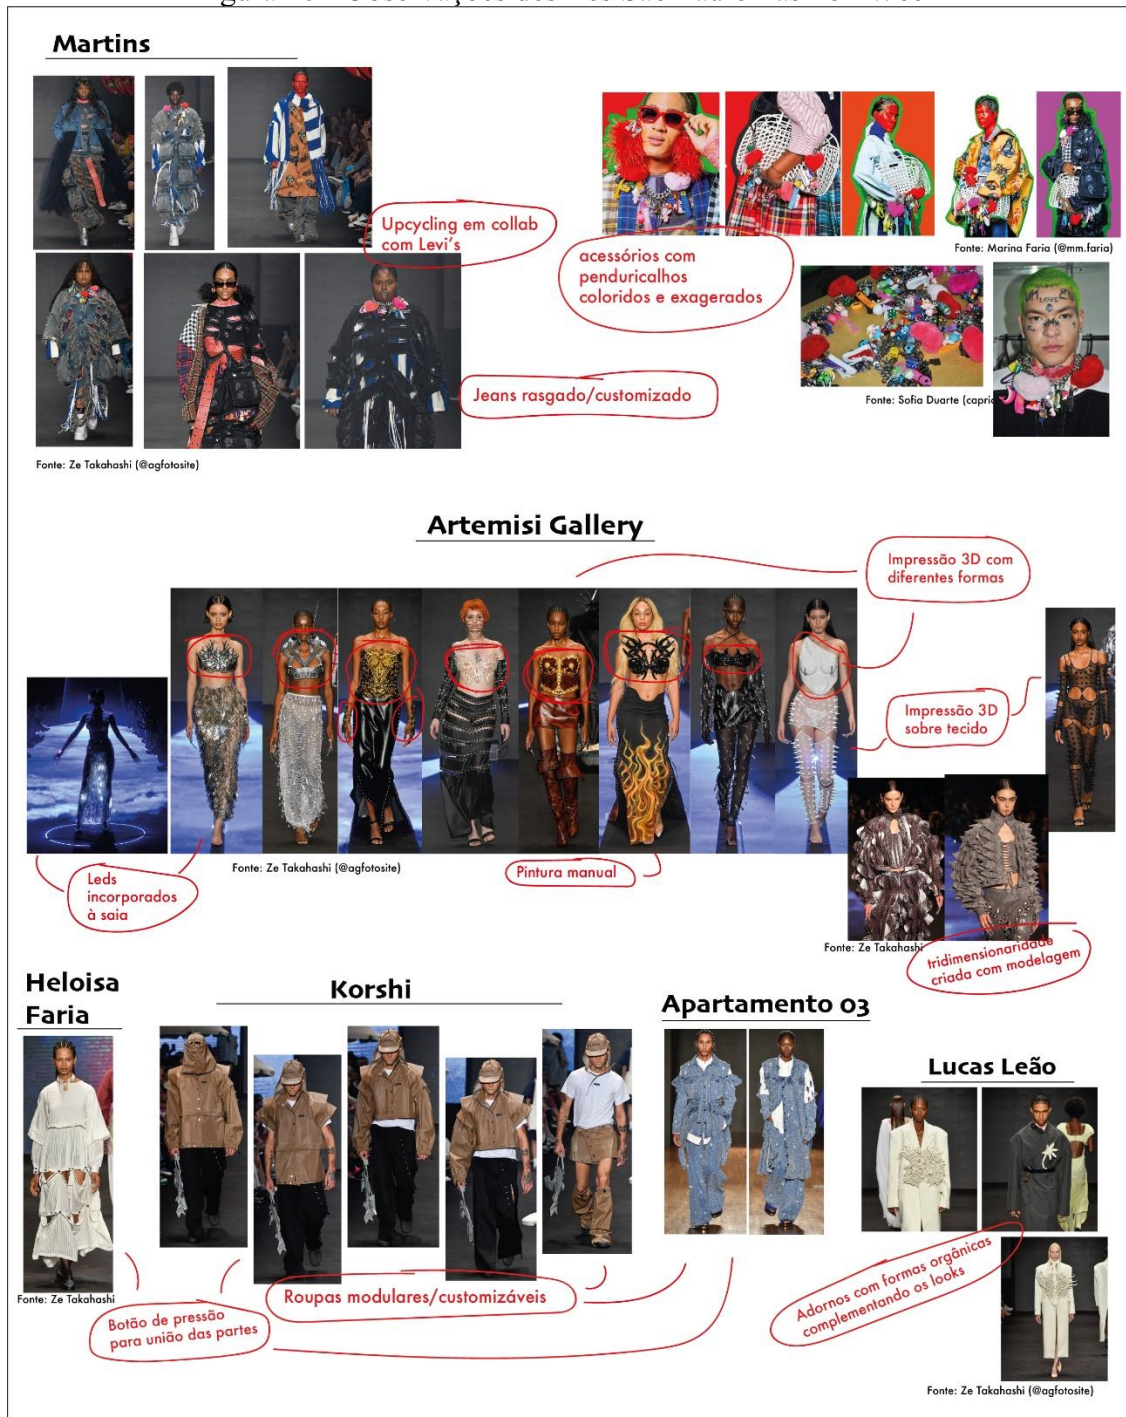 Martins
Upcycling em collab
com Levi's
acessórios com
penduricalhos
coloridos e exagerados
Fonte: Marina Faria (@mm.faria)
Jeans rasgado/customizado
LOVE
Fonte: Sofia Duarte (capric
Fonte: Ze Takahashi (@agfotosite)
Artemisi Gallery
Impressão 3D com
diferentes formas
Impressão 3D
sobre tecido
Leds
incorporados
à saia
Fonte: Ze Takahashi (@agfotosite)
Pintura manual
Fonte: Ze Takahashi
tridimensionaridade
criada com modelagem
Heloisa
Faria
Korshi
Apartamento 03
Lucas Leão
Fonte: Ze Takahashi
Botão de pressão
para união das partes
Roupas modulares/customizáveis
Adornos com formas orgânicas
complementando os looks
Fonte: Ze Takahashi (@agfotosite)